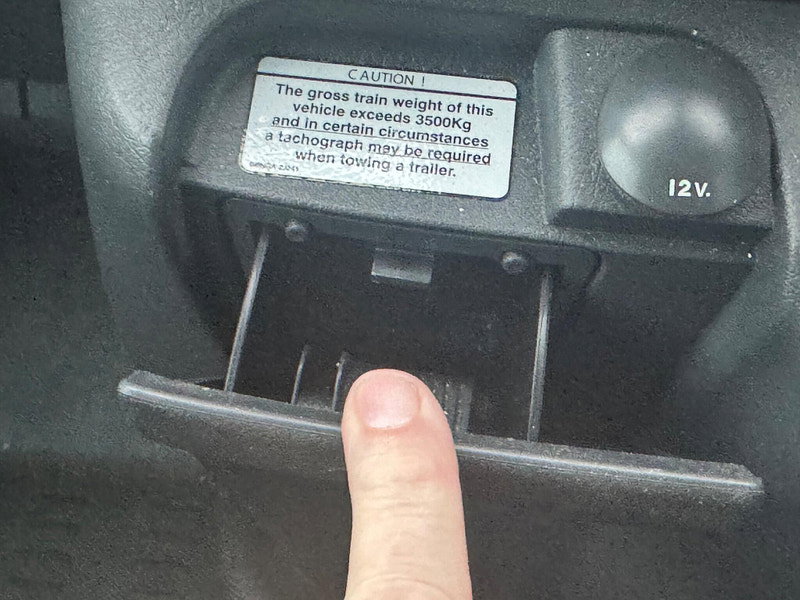 CAUTION !
The gross train weight of this
vehicle exceeds 3500Kg
and in certain circumstances
a tachograph may be required
when towing a trailer.
12V.